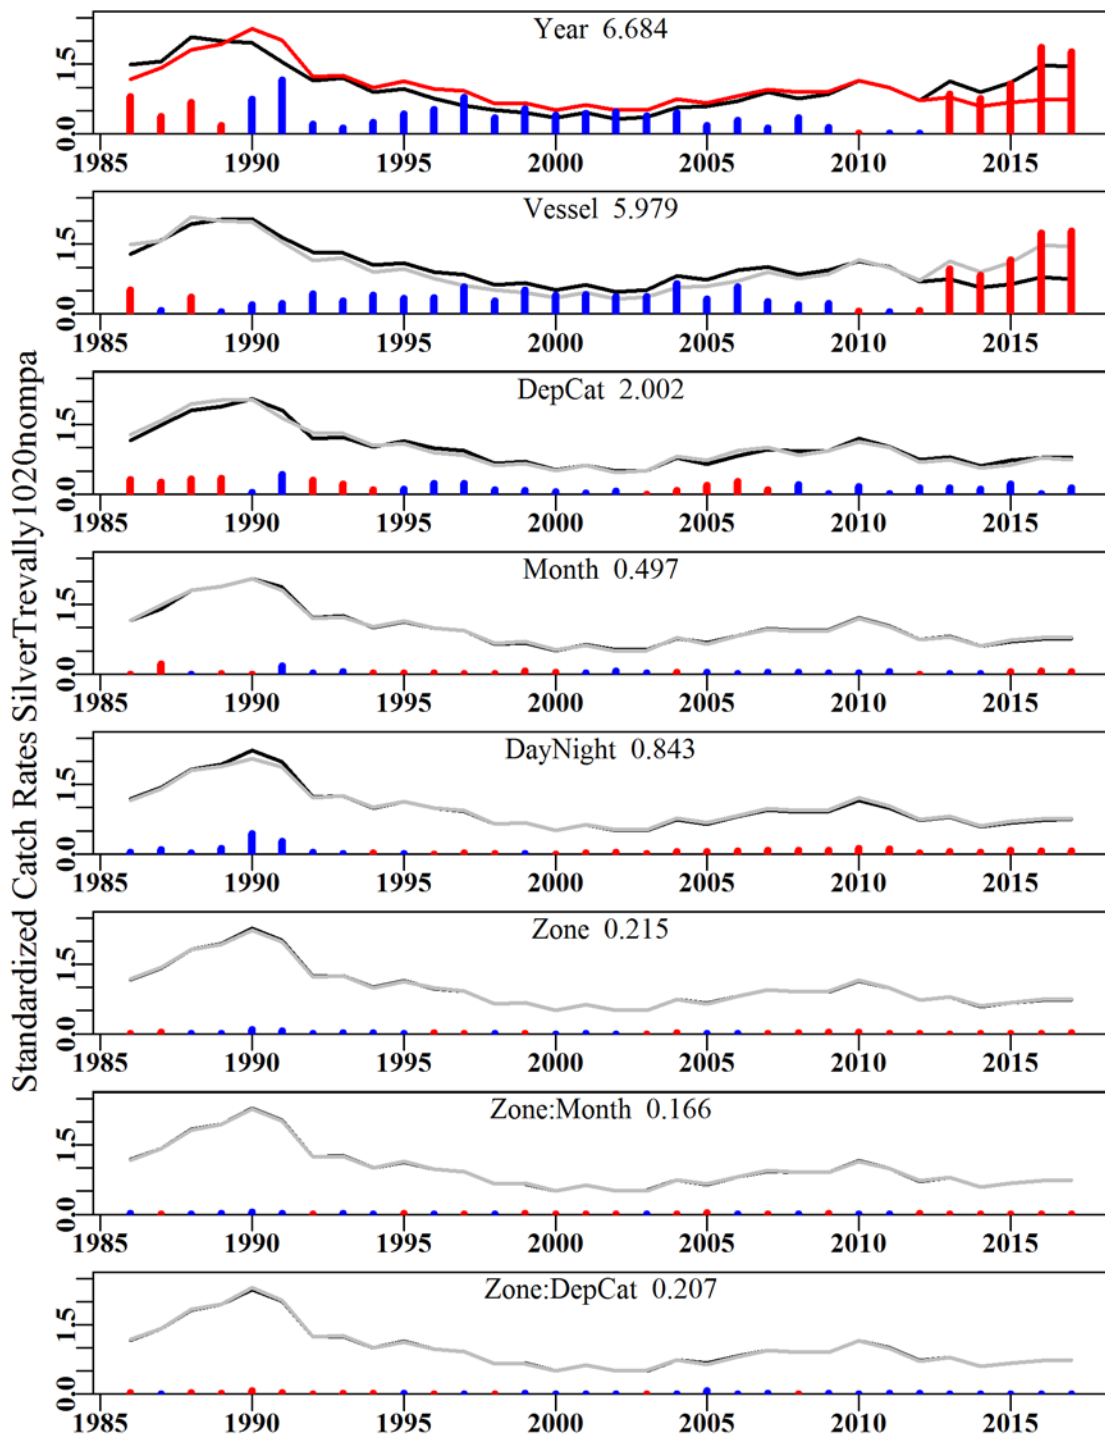 Standardized Catch Rates SilverTrevally1020nompa
Year 6.684
1.5
0.0
1985 1990 1995 2000 2005 2010 2015
Vessel 5.979
1.5
0.0
1985 1990 1995 2000 2005 2010 2015
DepCat 2.002
1.5
0.0
1985 1990 1995 2000 2005 2010 2015
Month 0.497
1.5
0.0
1985 1990 1995 2000 2005 2010 2015
DayNight 0.843
1.5
0.0
1985 1990 1995 2000 2005 2010 2015
Zone 0.215
1.5
0.0
1985 1990 1995 2000 2005 2010 2015
Zone:Month 0.166
1.5
0.0
1985 1990 1995 2000 2005 2010 2015
Zone:DepCat 0.207
1.5
0.0
1985 1990 1995 2000 2005 2010 2015